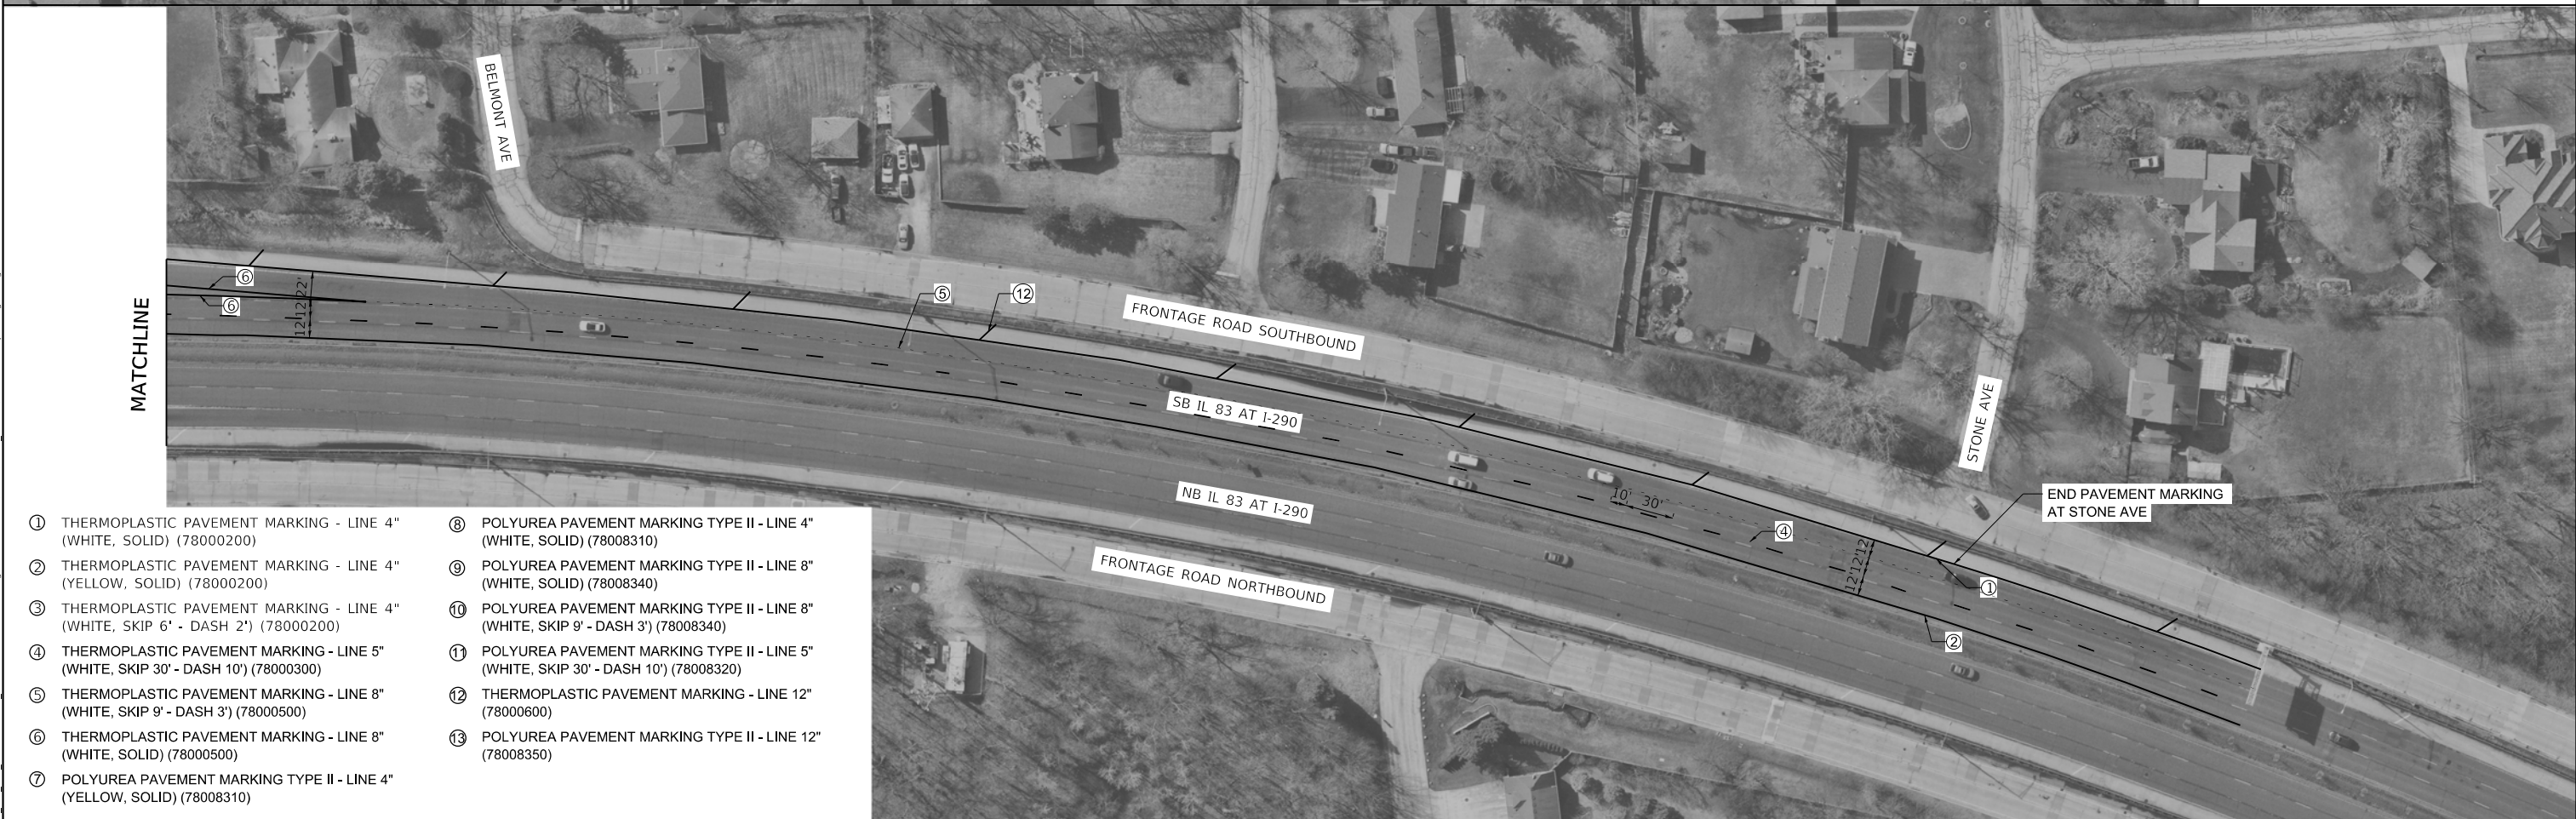 BELMONT AVE
⑥
⑥
12' 12' 22'
⑤
⑫
FRONTAGE ROAD SOUTHBOUND
MATCHLINE
SB IL 83 AT I-290
STONE AVE
NB IL 83 AT I-290
10' 30'
④
END PAVEMENT MARKING
AT STONE AVE
12'12'12'
①
②
FRONTAGE ROAD NORTHBOUND
① THERMOPLASTIC PAVEMENT MARKING - LINE 4"
(WHITE, SOLID) (78000200)
② THERMOPLASTIC PAVEMENT MARKING - LINE 4"
(YELLOW, SOLID) (78000200)
③ THERMOPLASTIC PAVEMENT MARKING - LINE 4"
(WHITE, SKIP 6' - DASH 2') (78000200)
④ THERMOPLASTIC PAVEMENT MARKING - LINE 5"
(WHITE, SKIP 30' - DASH 10') (78000300)
⑤ THERMOPLASTIC PAVEMENT MARKING - LINE 8"
(WHITE, SKIP 9' - DASH 3') (78000500)
⑥ THERMOPLASTIC PAVEMENT MARKING - LINE 8"
(WHITE, SOLID) (78000500)
⑦ POLYUREA PAVEMENT MARKING TYPE II - LINE 4"
(YELLOW, SOLID) (78008310)
⑧ POLYUREA PAVEMENT MARKING TYPE II - LINE 4"
(WHITE, SOLID) (78008310)
⑨ POLYUREA PAVEMENT MARKING TYPE II - LINE 8"
(WHITE, SOLID) (78008340)
⑩ POLYUREA PAVEMENT MARKING TYPE II - LINE 8"
(WHITE, SKIP 9' - DASH 3') (78008340)
⑪ POLYUREA PAVEMENT MARKING TYPE II - LINE 5"
(WHITE, SKIP 30' - DASH 10') (78008320)
⑫ THERMOPLASTIC PAVEMENT MARKING - LINE 12"
(78000600)
⑬ POLYUREA PAVEMENT MARKING TYPE II - LINE 12"
(78008350)